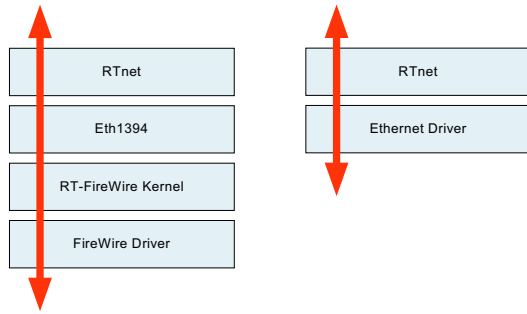 RTnet
Eth1394
RT-FireWire Kernel
FireWire Driver
RTnet
Ethernet Driver